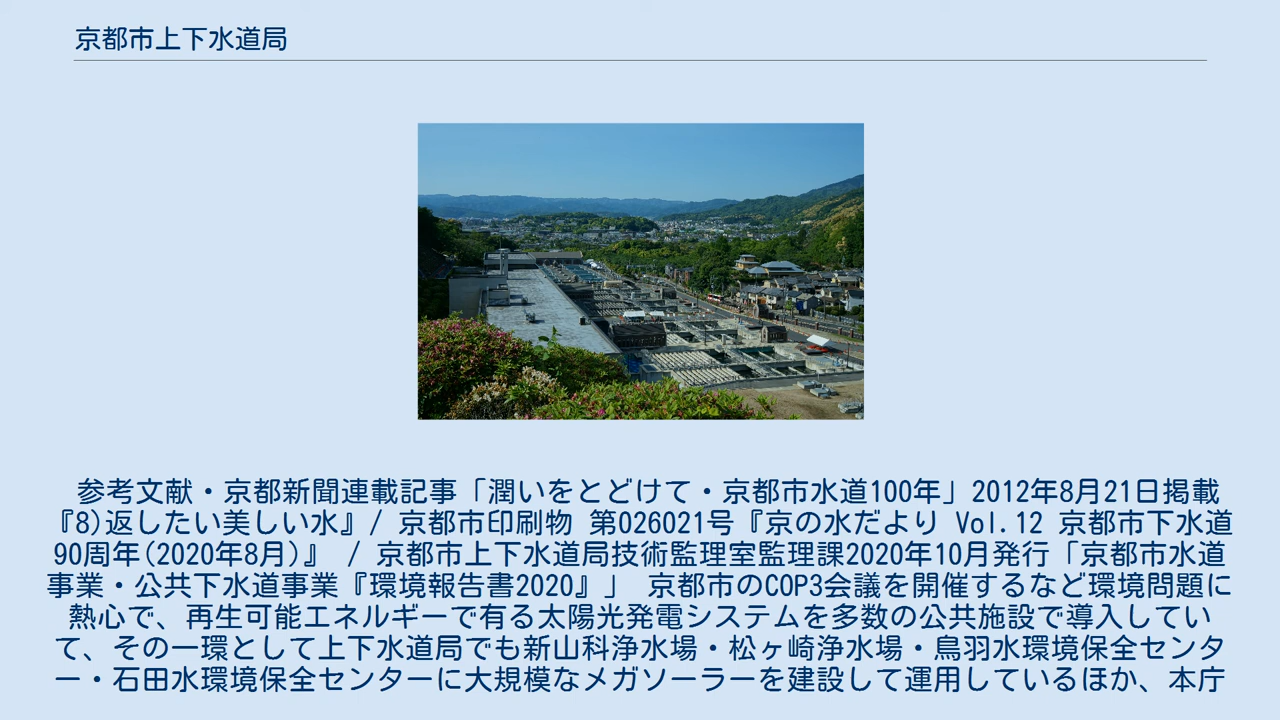 京都市上下水道局
参考文献・京都新聞連載記事「潤いをとどけて・京都市水道100年」2012年8月21日掲載
『8)返したい美しい水』/ 京都市印刷物 第026021号『京の水だより Vol.12 京都市下水道
90周年(2020年8月)』 / 京都市上下水道局技術監理室監理課2020年10月発行「京都市水道
事業・公共下水道事業『環境報告書2020』」 京都市のCOP3会議を開催するなど環境問題に
熱心で、再生可能エネルギーで有る太陽光発電システムを多数の公共施設で導入してい
て、その一環として上下水道局でも新山科浄水場・松ヶ崎浄水場・鳥羽水環境保全センタ
ー・石田水環境保全センターに大規模なメガソーラーを建設して運用しているほか、本庁